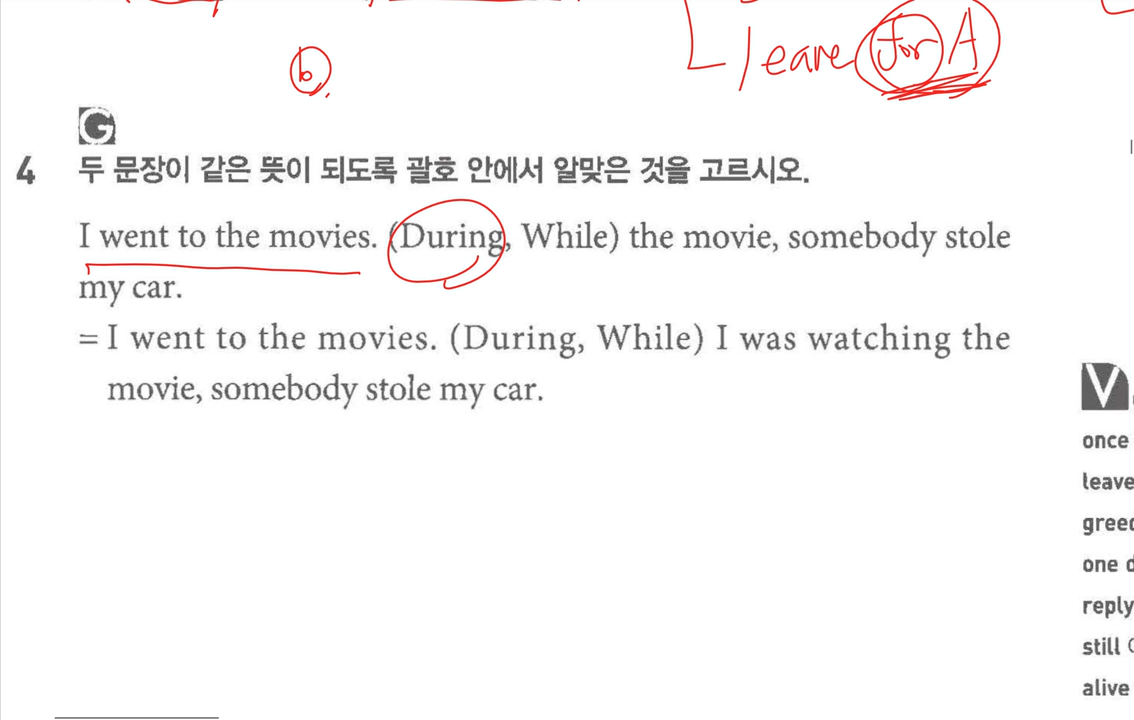 leave for A
b
G
4 두 문장이 같은 뜻이 되도록 괄호 안에서 알맞은 것을 고르시오.
I went to the movies. (During, While) the movie, somebody stole
my car.
= I went to the movies. (During, While) I was watching the
movie, somebody stole my car.
V
once
leave
one
reply
still
alive